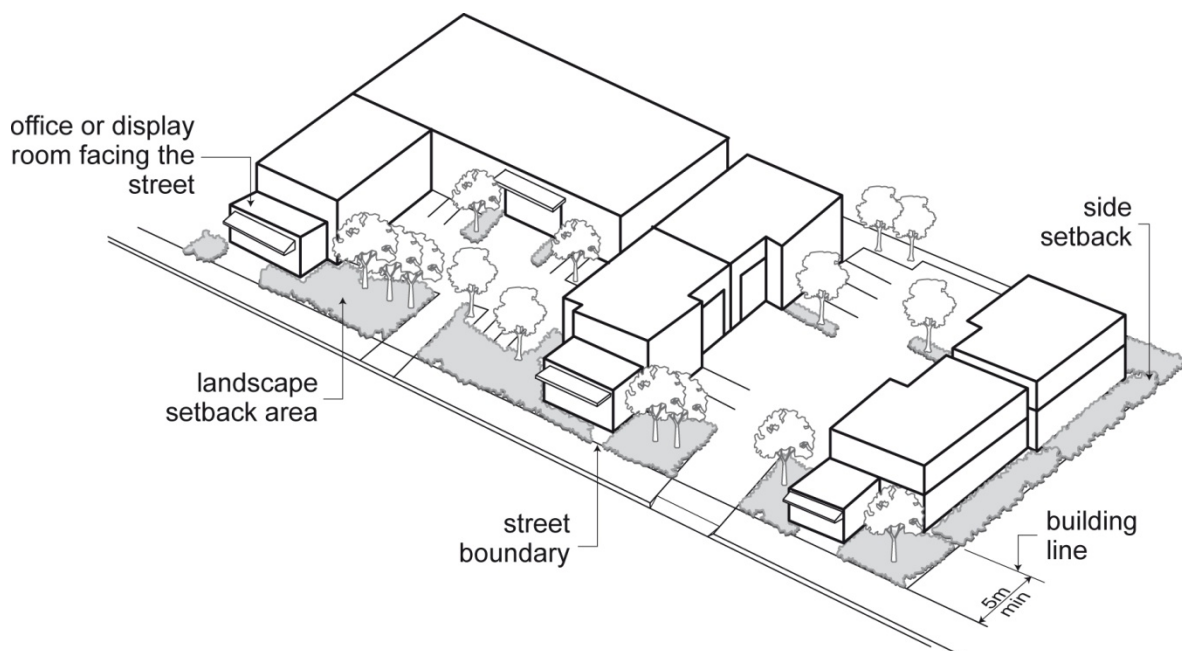 office or display
room facing the
street
side
setback
landscape
setback area
street
boundary
building
line
5m
min